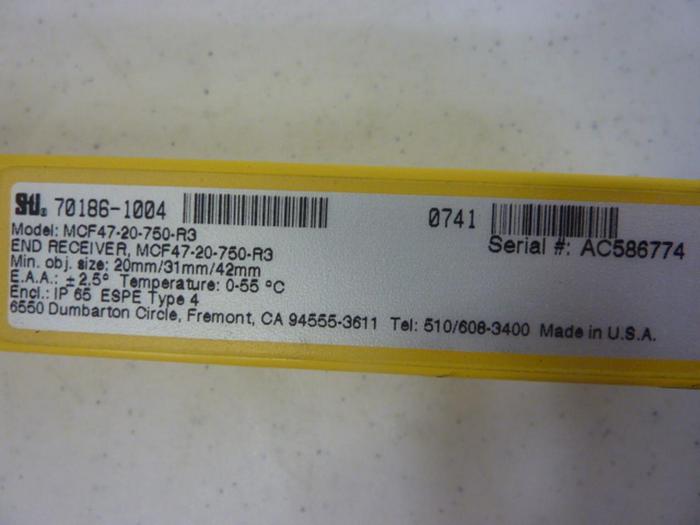 STI® 70186-1004
0741
Serial #: AC586774
Model: MCF47-20-750-R3
END RECEIVER, MCF47-20-750-R3
Min. obj. size: 20mm/31mm/42mm
E.A.A.: ±2.5° Temperature: 0-55 °C
Encl.: IP 65 ESPE Type 4
6550 Dumbarton Circle, Fremont, CA 94555-3611 Tel: 510/608-3400 Made in U.S.A.